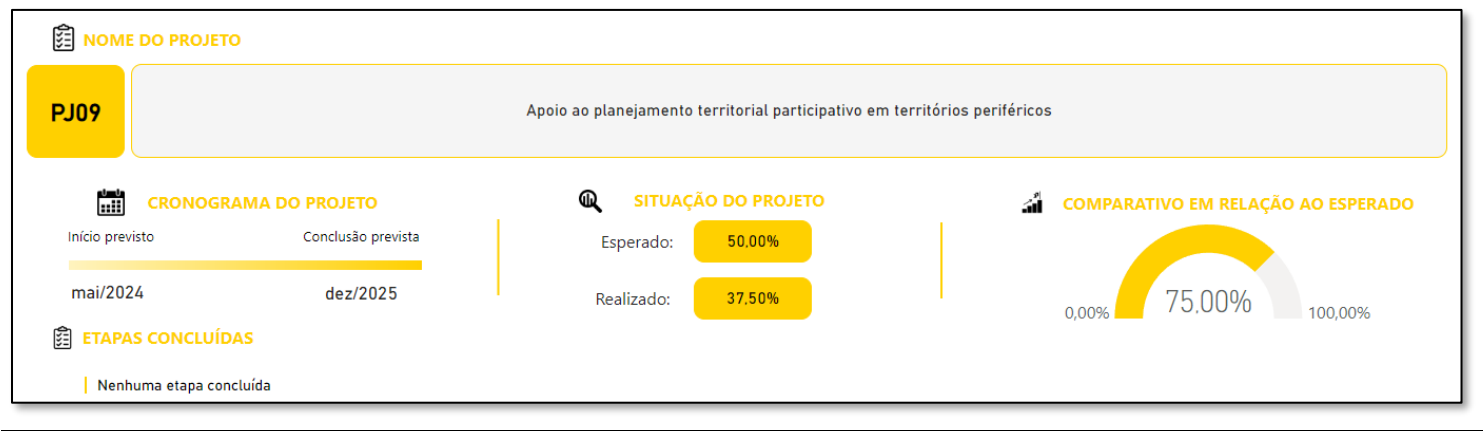 NOME DO PROJETO
PJ09
Apoio ao planejamento territorial participativo em territórios periféricos
CRONOGRAMA DO PROJETO
Início previsto
Conclusão prevista
mai/2024
dez/2025
SITUAÇÃO DO PROJETO
Esperado:
50,00%
Realizado:
37,50%
COMPARATIVO EM RELAÇÃO AO ESPERADO
75,00%
0,00%
100,00%
ETAPAS CONCLUÍDAS
Nenhuma etapa concluída